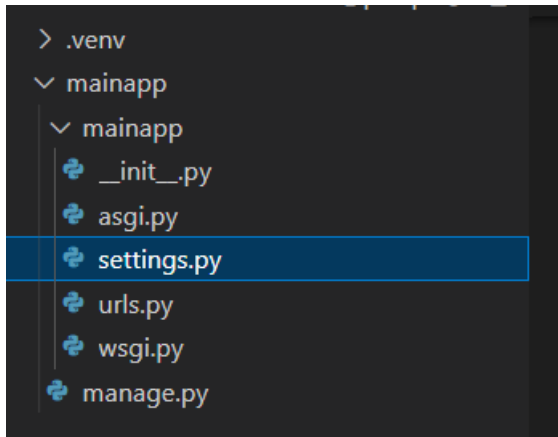 .venv
mainapp
mainapp
__init__.py
asgi.py
settings.py
urls.py
wsgi.py
manage.py